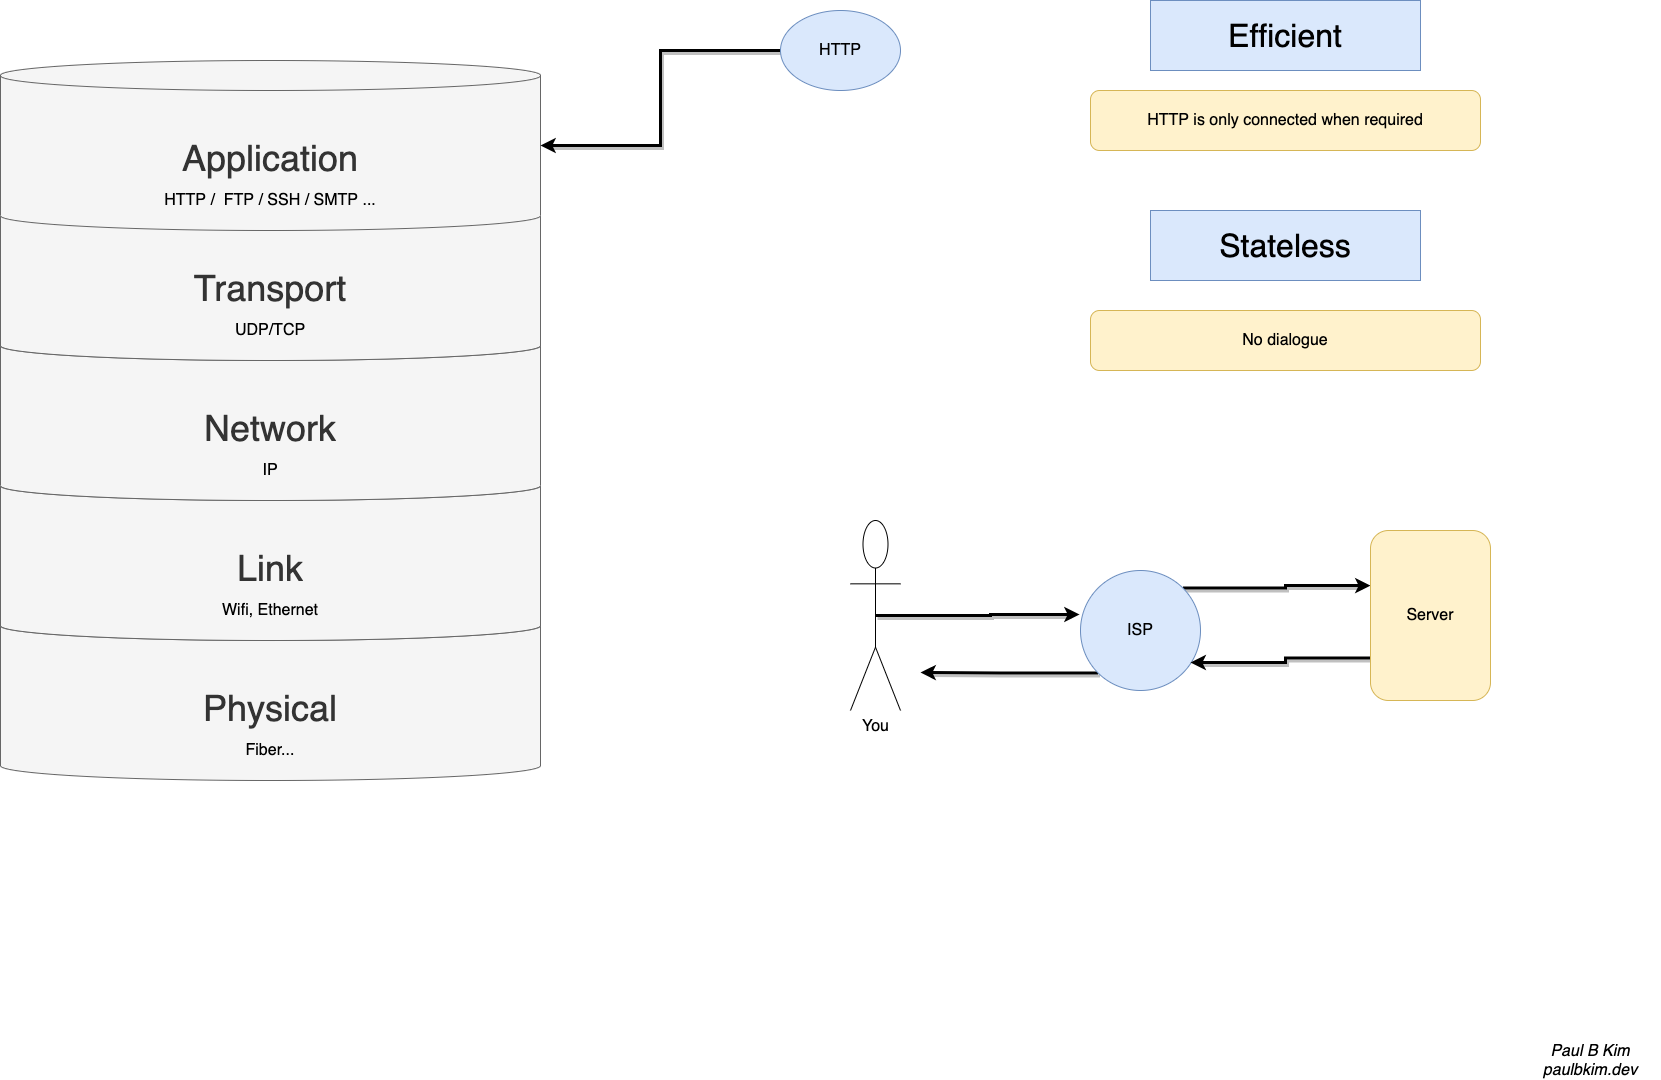 HTTP
Efficient
HTTP is only connected when required
Application
HTTP /  FTP / SSH / SMTP ...
Stateless
Transport
UDP/TCP
No dialogue
Network
IP
Link
Wifi, Ethernet
Server
ISP
Physical
Fiber...
You
Paul B Kim
paulbkim.dev